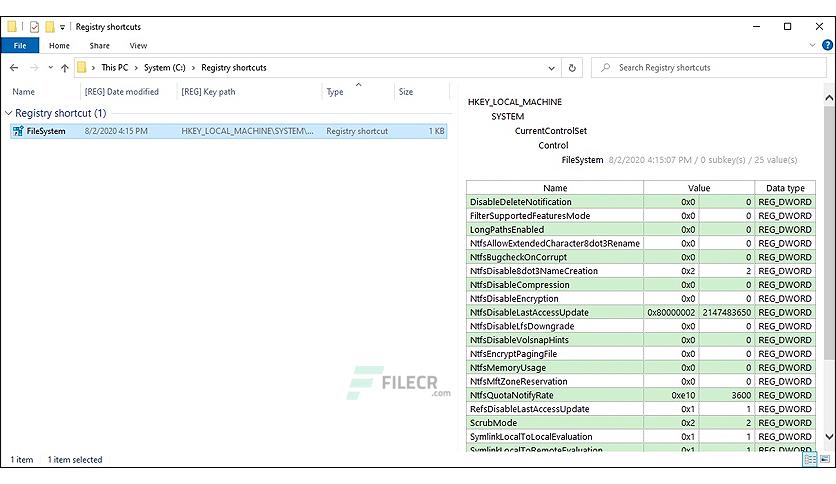 Registry shortcuts
File Home Share View
This PC > System (C:) > Registry shortcuts
Search Registry shortcuts
Name [REG] Date modified [REG] Key path Type Size
Registry shortcut (1)
FileSystem 8/2/2020 4:15 PM HKEY_LOCAL_MACHINE\SYSTEM\... Registry shortcut 1 KB
HKEY_LOCAL_MACHINE
SYSTEM
CurrentControlSet
Control
FileSystem 8/2/2020 4:15:07 PM / 0 subkey(s) / 25 value(s)
Name Value Data type
DisableDeleteNotification 0x0 0 REG_DWORD
FilterSupportedFeaturesMode 0x0 0 REG_DWORD
LongPathsEnabled 0x0 0 REG_DWORD
NtfsAllowExtendedCharacter8dot3Rename 0x0 0 REG_DWORD
NtfsBugcheckOnCorrupt 0x0 0 REG_DWORD
NtfsDisable8dot3NameCreation 0x2 2 REG_DWORD
NtfsDisableCompression 0x0 0 REG_DWORD
NtfsDisableEncryption 0x0 0 REG_DWORD
NtfsDisableLastAccessUpdate 0x80000002 2147483650 REG_DWORD
NtfsDisableLfsDowngrade 0x0 0 REG_DWORD
NtfsDisableVolsnapHints 0x0 0 REG_DWORD
NtfsEncryptPagingFile 0x0 0 REG_DWORD
NtfsMemoryUsage 0x0 0 REG_DWORD
NtfsMftZoneReservation 0x0 0 REG_DWORD
NtfsQuotaNotifyRate 0xe10 3600 REG_DWORD
RefsDisableLastAccessUpdate 0x1 1 REG_DWORD
ScrubMode 0x2 2 REG_DWORD
SymlinkLocalToLocalEvaluation 0x1 1 REG_DWORD
SymlinkLocalToRemoteEvaluation 0x1 1 REG_DWORD
FILECR
.com
1 item 1 item selected